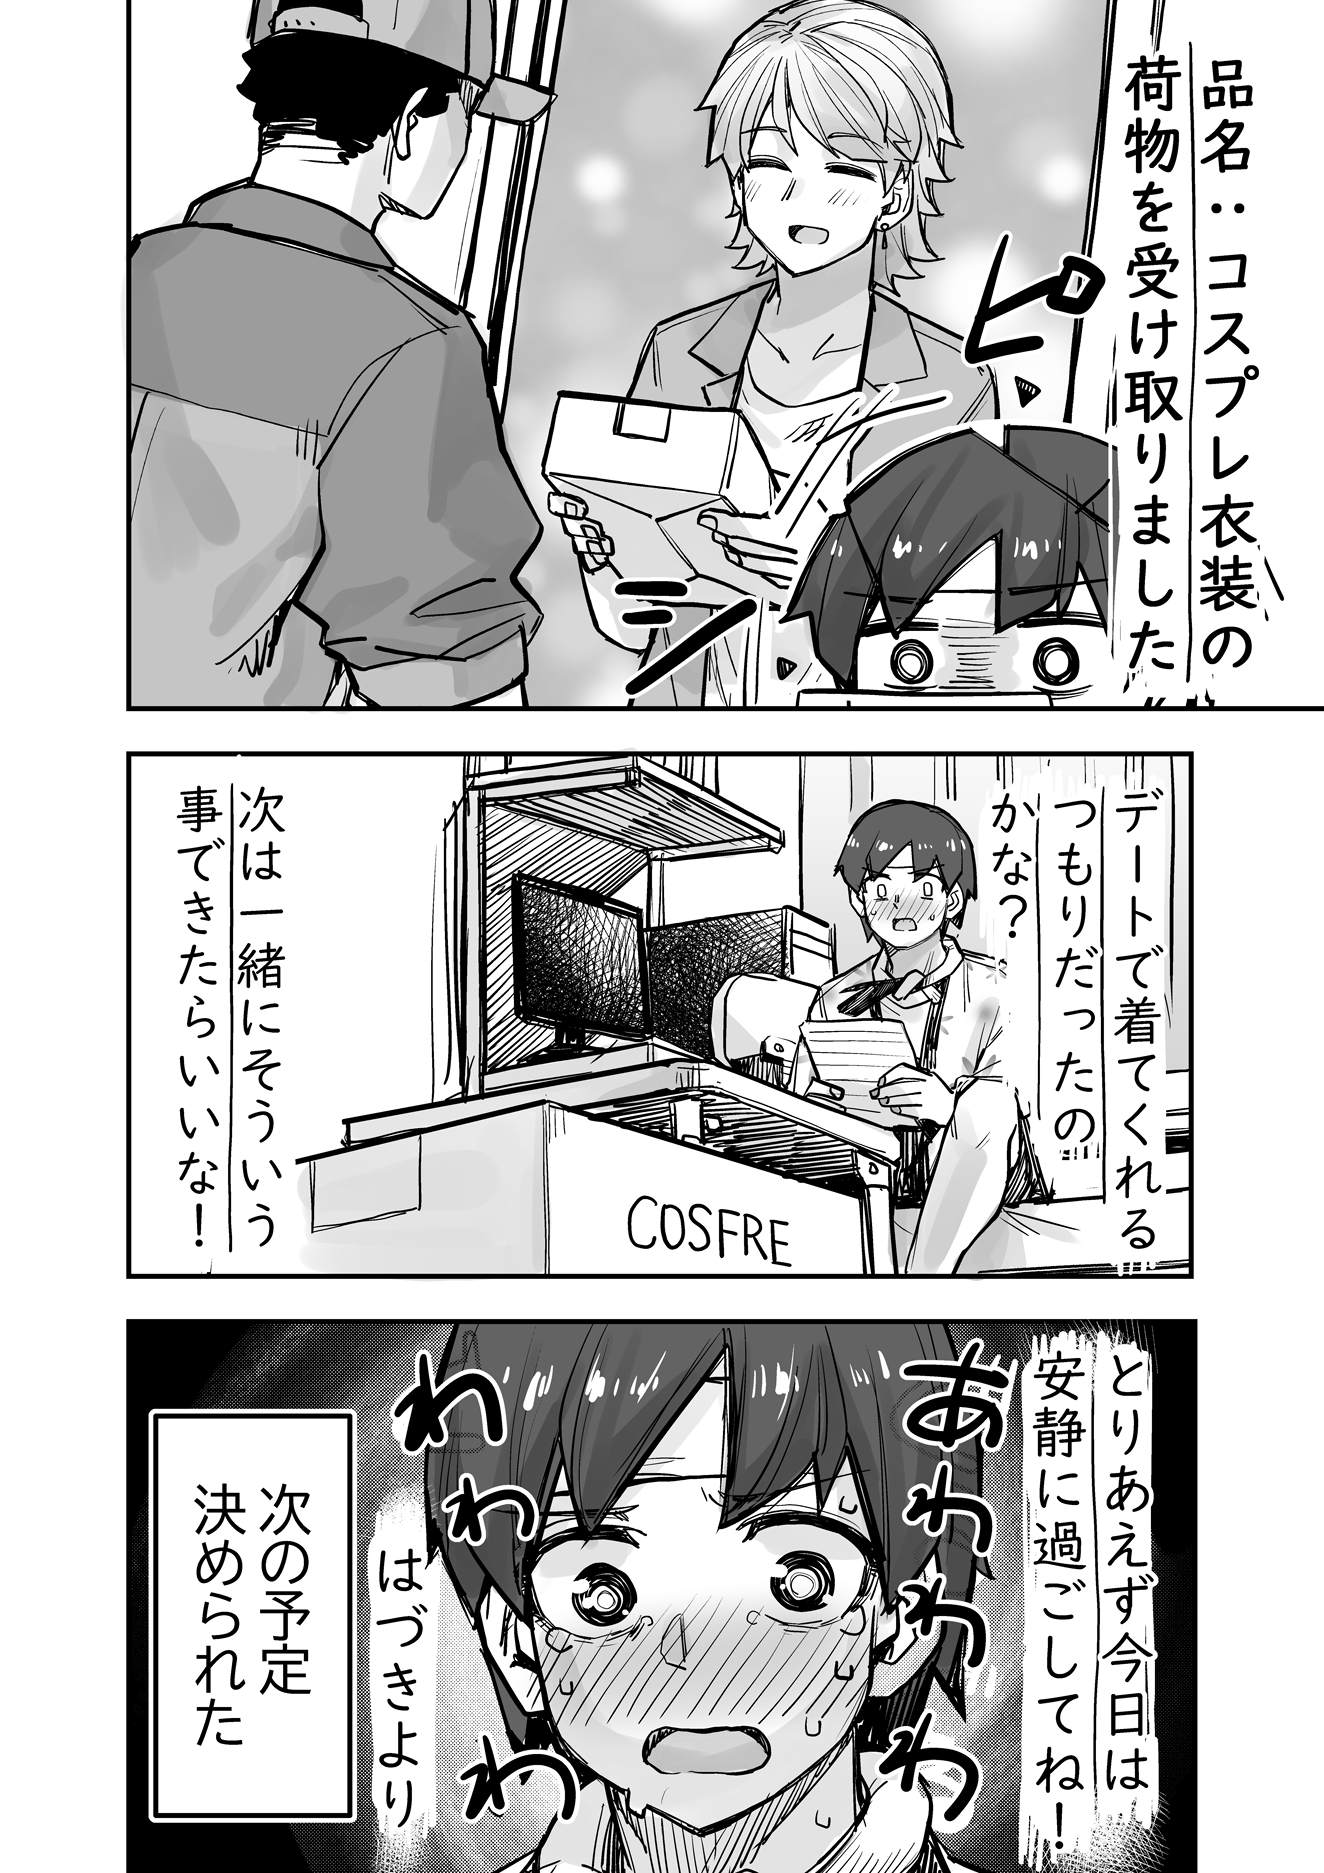 品名：コスプレ衣装の
荷物を受け取りました
ピピーッ
デートで着てくれる
つもりだったの
かな？
COSFRE
次は一緒にそういう
事できたらいいな！
とりあえず今日は
安静に過ごしてね！
あわわわ
わわわ
はづきより
次の予定
決められた